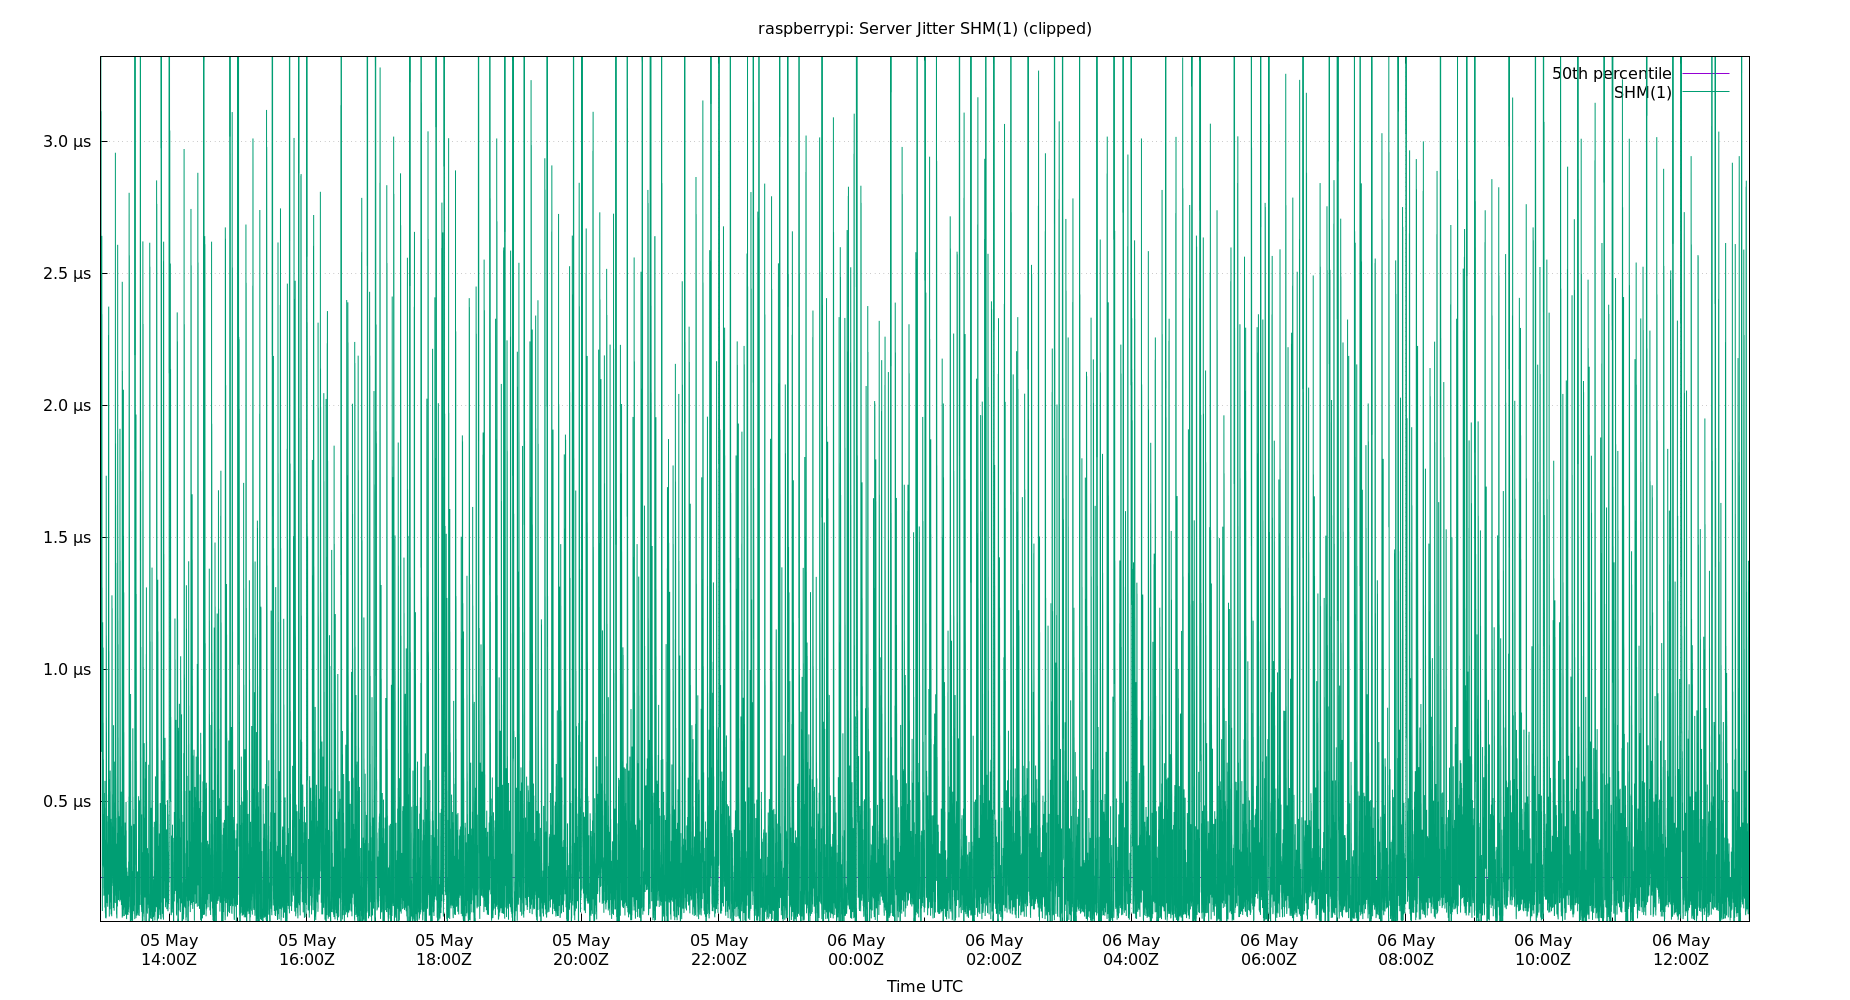 raspberrypi: Server Jitter SHM(1) (clipped)
50th percentile
SHM(1)
3.0 µs
2.5 µs
2.0 µs
1.5 µs
1.0 µs
0.5 µs
05 May 05 May 05 May 05 May 05 May 06 May 06 May 06 May 06 May 06 May 06 May 06 May
14:00Z 16:00Z 18:00Z 20:00Z 22:00Z 00:00Z 02:00Z 04:00Z 06:00Z 08:00Z 10:00Z 12:00Z
Time UTC